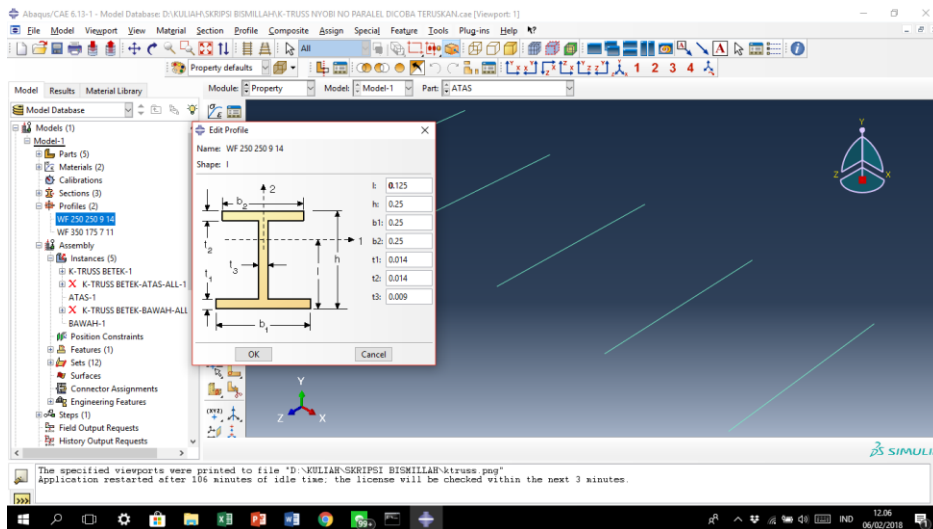 Abaqus/CAE 6.13-1 - Model Database: D:\KULIAH\SKRIPSI BISMILLAH\K-TRUSS NYOBI NO PARALEL DICOBA TERUSKAN.cae [Viewport: 1]
File Model Viewport View Material Section Profile Composite Assign Special Feature Tools Plug-ins Help
All
Property defaults
1 2 3 4
Model Results Material Library
Module: Property Model: Model-1 Part: ATAS
Model Database
Models (1)
Model-1
Parts (5)
Materials (2)
Calibrations
Sections (3)
Profiles (2)
WF 250 250 9 14
WF 350 175 7 11
Assembly
Instances (5)
K-TRUSS BETEK-1
K-TRUSS BETEK-ATAS-ALL-1
ATAS-1
K-TRUSS BETEK-BAWAH-ALL
BAWAH-1
Position Constraints
Features (1)
Sets (12)
Surfaces
Connector Assignments
Engineering Features
Steps (1)
Field Output Requests
History Output Requests
Edit Profile
Name: WF 250 250 9 14
Shape: I
2
b2
1
t2
t3
h
l
t1
b1
l: 0.125
h: 0.25
b1: 0.25
b2: 0.25
t1: 0.014
t2: 0.014
t3: 0.009
OK Cancel
Y
Z X
Y
Z X
SIMULI
The specified viewports were printed to file "D:\KULIAH\SKRIPSI BISMILLAH\ktruss.png"
Application restarted after 106 minutes of idle time; the license will be checked within the next 3 minutes.
>>>
99+
IND
12.06
06/02/2018